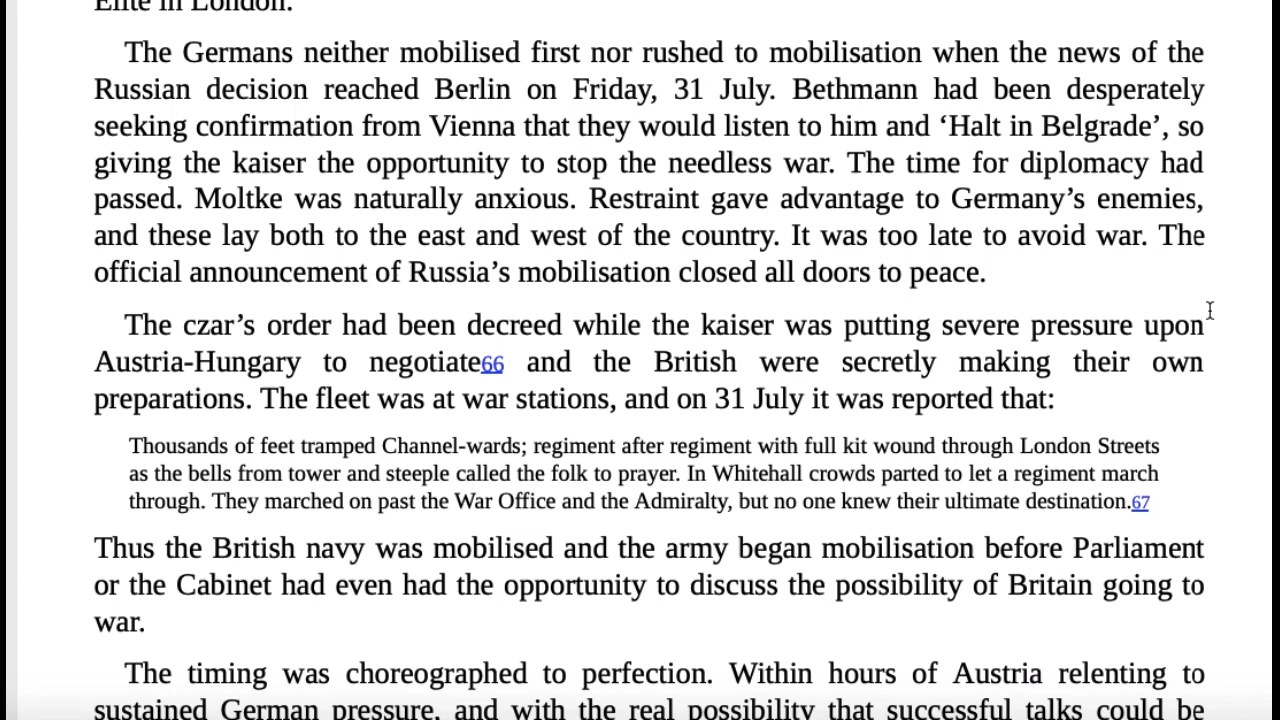 Elite in London.
The Germans neither mobilised first nor rushed to mobilisation when the news of the
Russian decision reached Berlin on Friday, 31 July. Bethmann had been desperately
seeking confirmation from Vienna that they would listen to him and ‘Halt in Belgrade’, so
giving the kaiser the opportunity to stop the needless war. The time for diplomacy had
passed. Moltke was naturally anxious. Restraint gave advantage to Germany’s enemies,
and these lay both to the east and west of the country. It was too late to avoid war. The
official announcement of Russia’s mobilisation closed all doors to peace.
The czar’s order had been decreed while the kaiser was putting severe pressure upon
Austria-Hungary to negotiate66 and the British were secretly making their own
preparations. The fleet was at war stations, and on 31 July it was reported that:
Thousands of feet tramped Channel-wards; regiment after regiment with full kit wound through London Streets
as the bells from tower and steeple called the folk to prayer. In Whitehall crowds parted to let a regiment march
through. They marched on past the War Office and the Admiralty, but no one knew their ultimate destination.67
Thus the British navy was mobilised and the army began mobilisation before Parliament
or the Cabinet had even had the opportunity to discuss the possibility of Britain going to
war.
The timing was choreographed to perfection. Within hours of Austria relenting to
sustained German pressure, and with the real possibility that successful talks could be